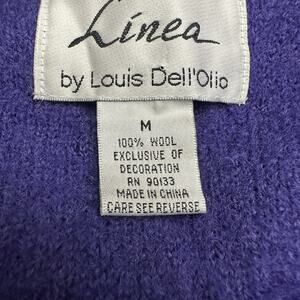 Linea
by Louis Dell'Olio
M
100% WOOL
EXCLUSIVE OF
DECORATION
RN 90133
MADE IN CHINA
CARE SEE REVERSE